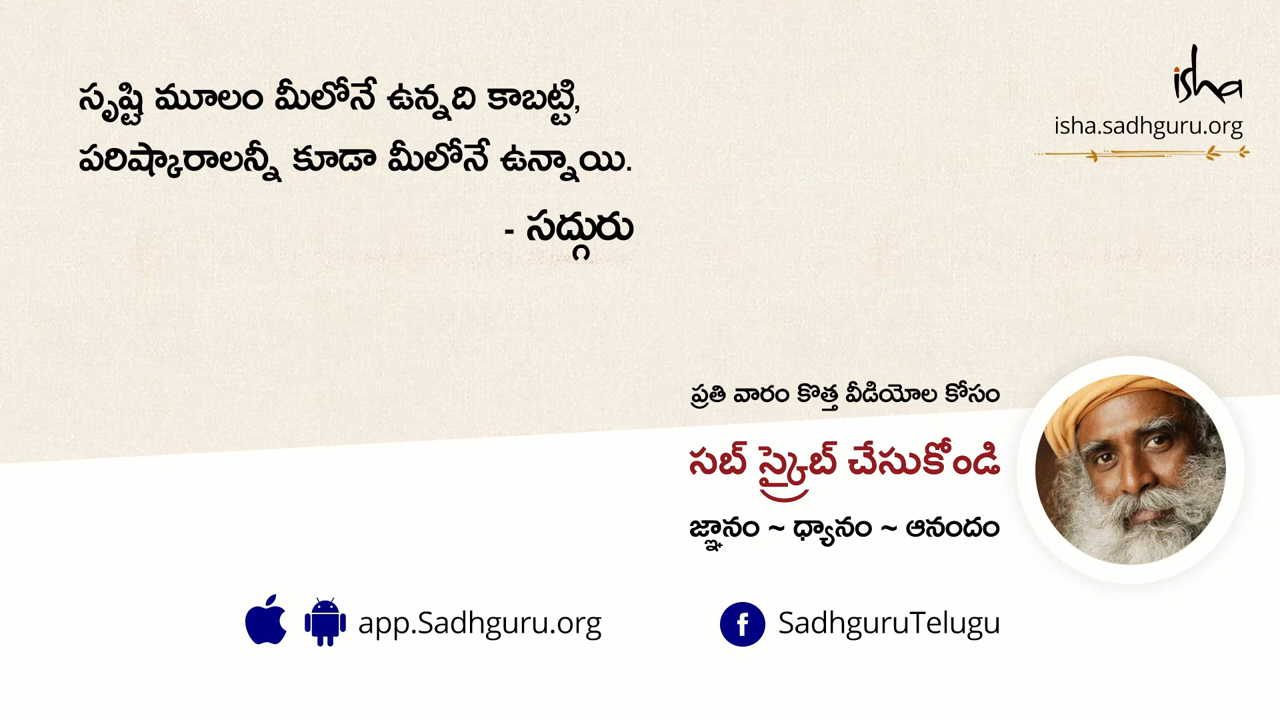 సృష్టి మూలం మీలోనే ఉన్నది కాబట్టి,
పరిష్కారాలన్నీ కూడా మీలోనే ఉన్నాయి.
- సద్గురు
isha
isha.sadhguru.org
ప్రతి వారం కొత్త వీడియోల కోసం
సబ్ స్క్రైబ్ చేసుకోండి
జ్ఞానం ~ ధ్యానం ~ ఆనందం
app.Sadhguru.org
SadhguruTelugu